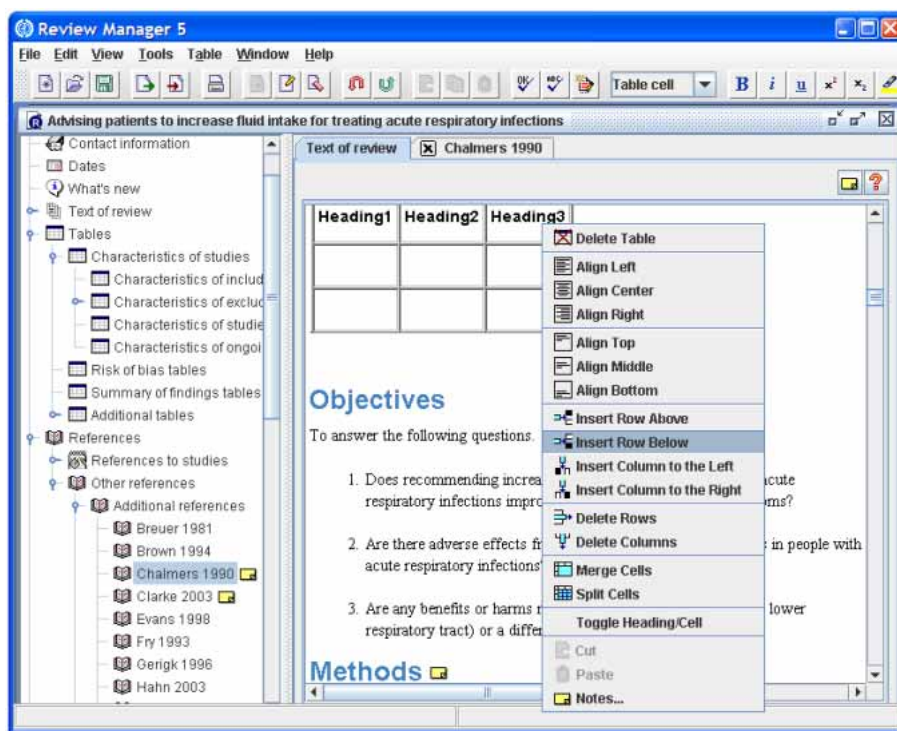 Review Manager 5
File Edit View Tools Table Window Help
Table cell B i u x² x₂
Advising patients to increase fluid intake for treating acute respiratory infections
Contact information
Dates
What's new
Text of review
Tables
Characteristics of studies
Characteristics of includ
Characteristics of exclud
Characteristics of studie
Characteristics of ongoi
Risk of bias tables
Summary of findings tables
Additional tables
References
References to studies
Other references
Additional references
Breuer 1981
Brown 1994
Chalmers 1990
Clarke 2003
Evans 1998
Fry 1993
Gerigk 1996
Hahn 2003
Text of review Chalmers 1990
Heading1 Heading2 Heading3
Objectives
To answer the following questions.
1. Does recommending increa acute
respiratory infections impro ms?
2. Are there adverse effects fr s in people with
acute respiratory infections
3. Are any benefits or harms r lower
respiratory tract) or a differ
Methods
Delete Table
Align Left
Align Center
Align Right
Align Top
Align Middle
Align Bottom
Insert Row Above
Insert Row Below
Insert Column to the Left
Insert Column to the Right
Delete Rows
Delete Columns
Merge Cells
Split Cells
Toggle Heading/Cell
Cut
Paste
Notes...